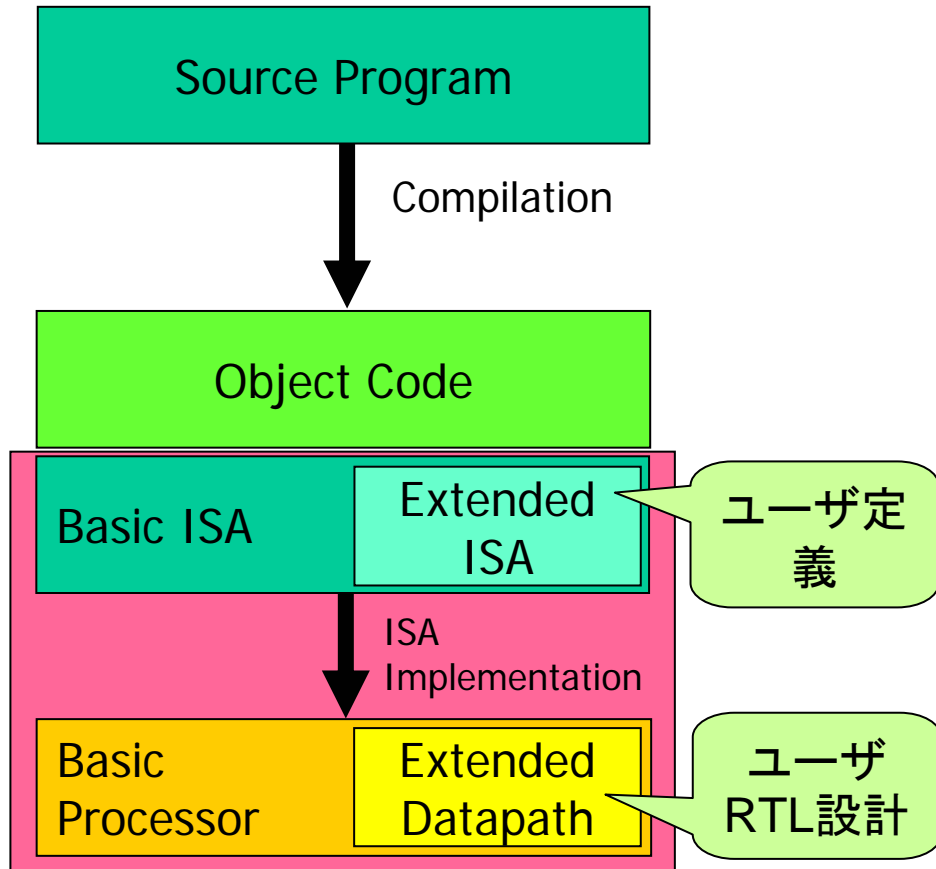 Source Program
Compilation
Object Code
Basic ISA
Extended
ISA
ユーザ定
義
ISA
Implementation
Basic
Processor
Extended
Datapath
ユーザ
RTL設計